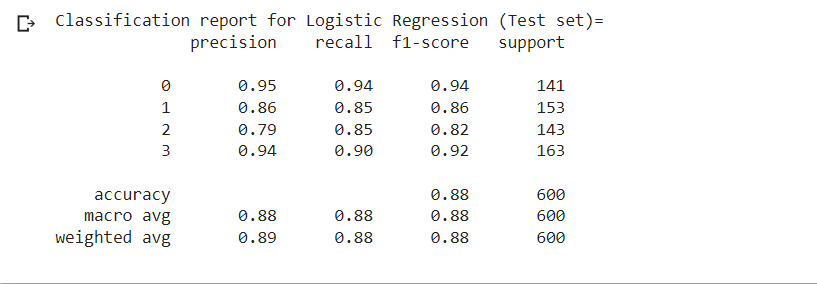 Classification report for Logistic Regression (Test set)=
precision recall f1-score support
0 0.95 0.94 0.94 141
1 0.86 0.85 0.86 153
2 0.79 0.85 0.82 143
3 0.94 0.90 0.92 163
accuracy 0.88 600
macro avg 0.88 0.88 0.88 600
weighted avg 0.89 0.88 0.88 600